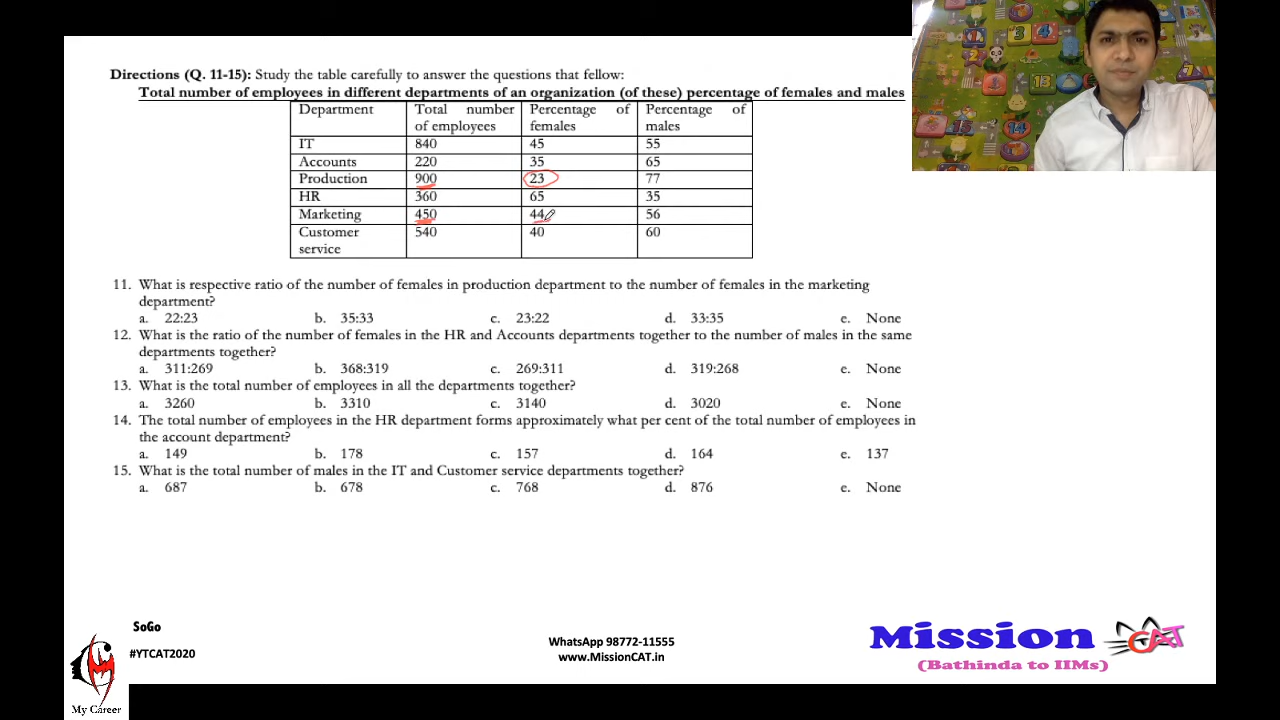 Directions (Q. 11-15): Study the table carefully to answer the questions that fellow:
Total number of employees in different departments of an organization (of these) percentage of females and males
Department Total number of employees Percentage of females Percentage of males
IT 840 45 55
Accounts 220 35 65
Production 900 23 77
HR 360 65 35
Marketing 450 44 56
Customer service 540 40 60
11. What is respective ratio of the number of females in production department to the number of females in the marketing
department?
a. 22:23 b. 35:33 c. 23:22 d. 33:35 e. None
12. What is the ratio of the number of females in the HR and Accounts departments together to the number of males in the same
departments together?
a. 311:269 b. 368:319 c. 269:311 d. 319:268 e. None
13. What is the total number of employees in all the departments together?
a. 3260 b. 3310 c. 3140 d. 3020 e. None
14. The total number of employees in the HR department forms approximately what per cent of the total number of employees in
the account department?
a. 149 b. 178 c. 157 d. 164 e. 137
15. What is the total number of males in the IT and Customer service departments together?
a. 687 b. 678 c. 768 d. 876 e. None
SoGo
#YTCAT2020
My Career
WhatsApp 98772-11555
www.MissionCAT.in
Mission CAT
(Bathinda to IIMs)